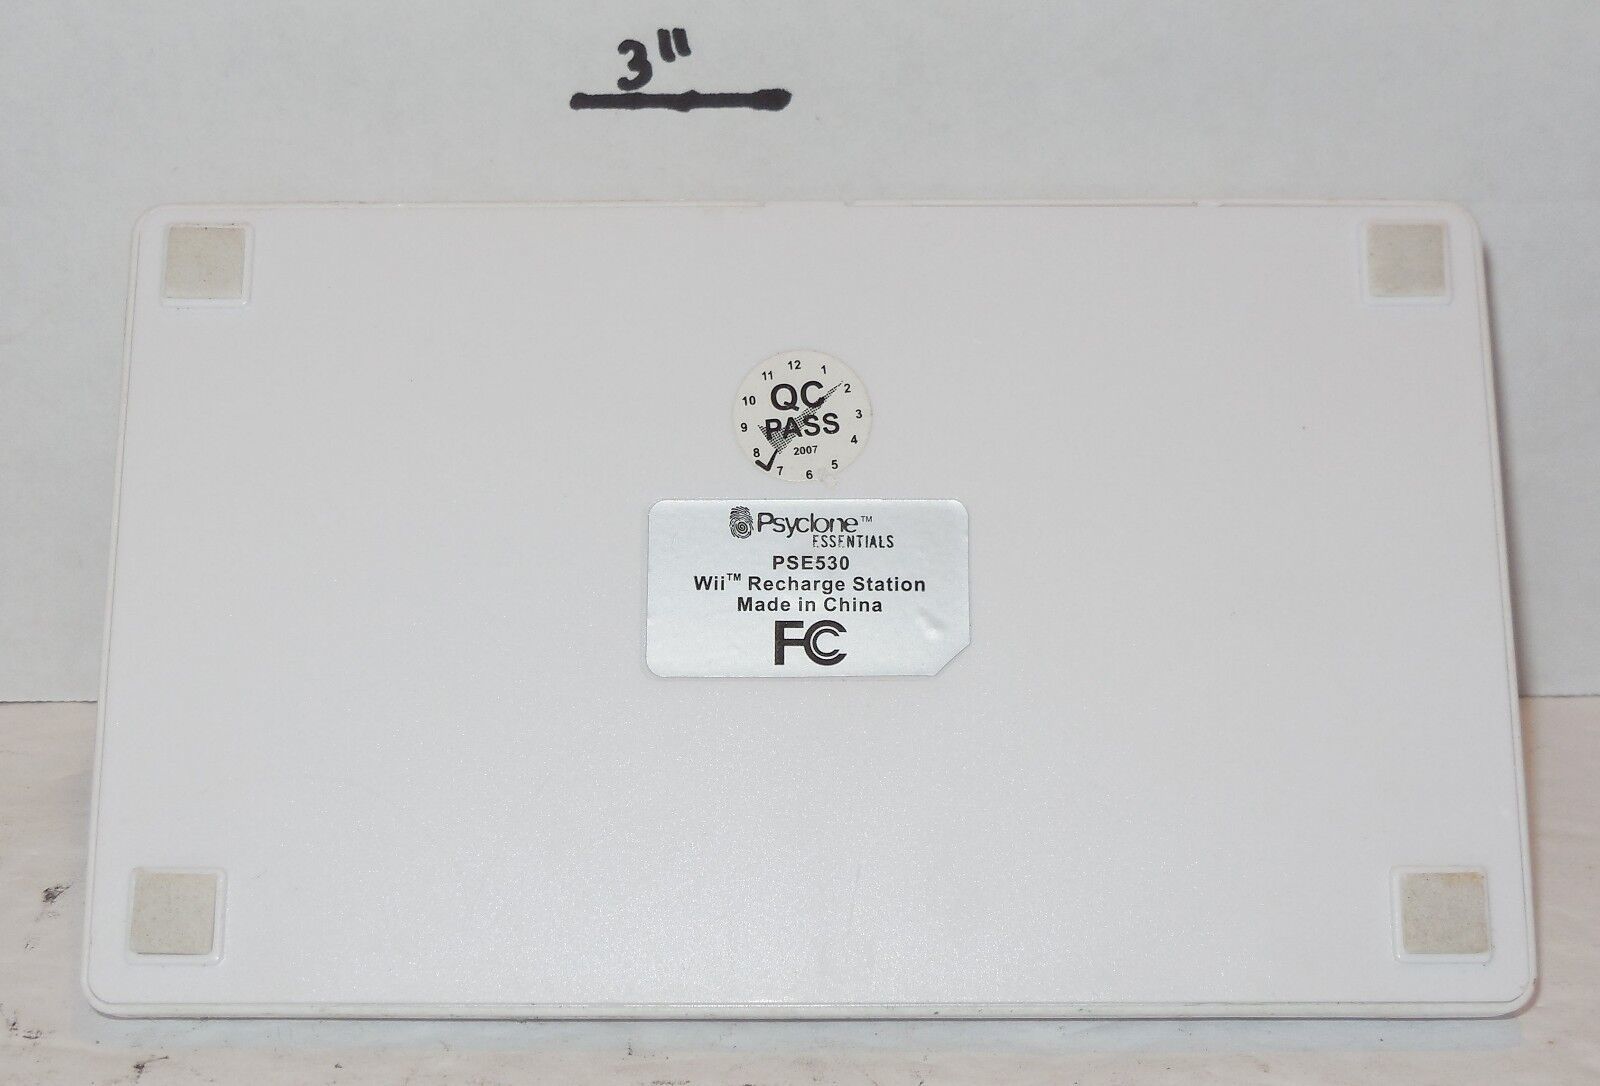 3"
11 12 1
10 QC 2
9 PASS 3
8 2007 4
7 6 5
Psyclone™
ESSENTIALS
PSE530
Wii™ Recharge Station
Made in China
FC